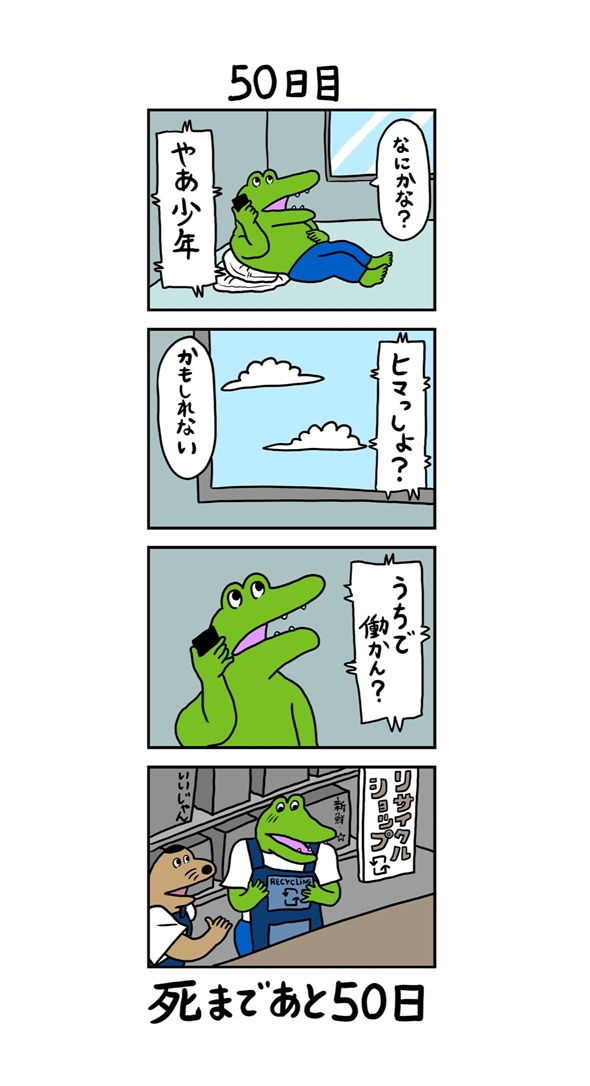 50日目
なにかな?
やあ少年
ヒマっしょ?
かもしれない
うちで
働かん?
いいじゃん
新鮮☆
リサイクル
ショップ
RECYCLING
死まであと50日